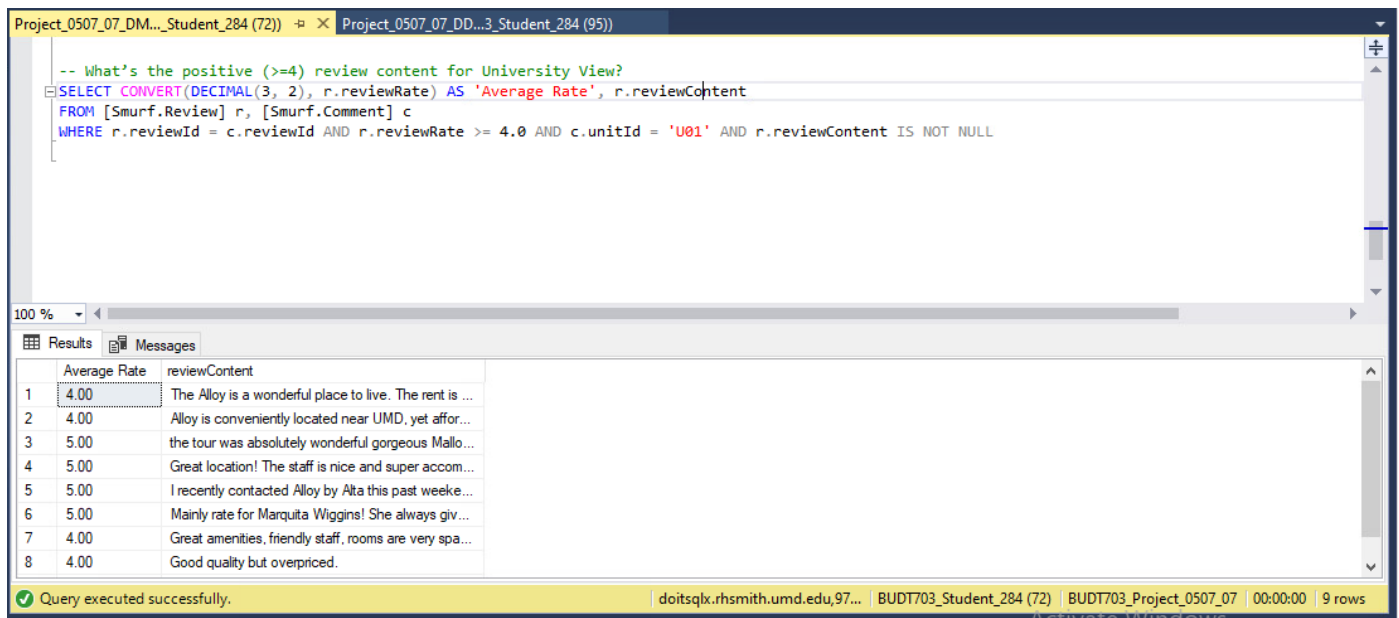 Project_0507_07_DM..._Student_284 (72)) Project_0507_07_DD...3_Student_284 (95))
-- What’s the positive (>=4) review content for University View?
SELECT CONVERT(DECIMAL(3, 2), r.reviewRate) AS 'Average Rate', r.reviewContent
FROM [Smurf.Review] r, [Smurf.Comment] c
WHERE r.reviewId = c.reviewId AND r.reviewRate >= 4.0 AND c.unitId = 'U01' AND r.reviewContent IS NOT NULL
100 %
Results Messages
Average Rate reviewContent
1 4.00 The Alloy is a wonderful place to live. The rent is ...
2 4.00 Alloy is conveniently located near UMD, yet affor...
3 5.00 the tour was absolutely wonderful gorgeous Mallo...
4 5.00 Great location! The staff is nice and super accom...
5 5.00 I recently contacted Alloy by Alta this past weeke...
6 5.00 Mainly rate for Marquita Wiggins! She always giv...
7 4.00 Great amenities, friendly staff, rooms are very spa...
8 4.00 Good quality but overpriced.
Query executed successfully. doitsqlx.rhsmith.umd.edu,97... BUDT703_Student_284 (72) BUDT703_Project_0507_07 00:00:00 9 rows
Activate Windows